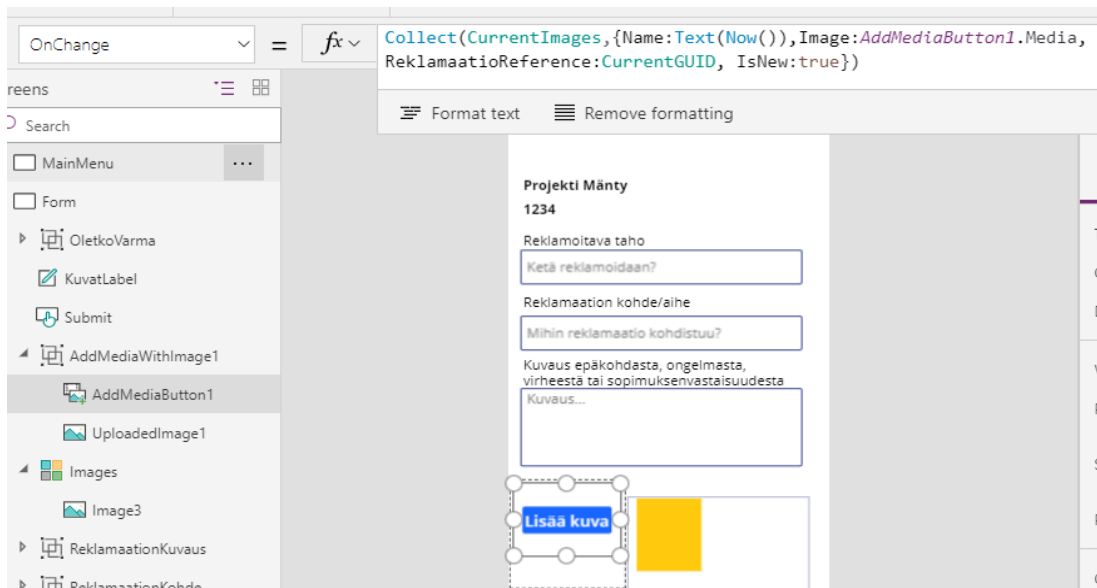 OnChange
=
fx
Collect(CurrentImages,{Name:Text(Now()),Image:AddMediaButton1.Media,
ReklamaatioReference:CurrentGUID, IsNew:true})
Format text
Remove formatting
reens
Search
MainMenu
...
Form
OletkoVarma
KuvatLabel
Submit
AddMediaWithImage1
AddMediaButton1
UploadedImage1
Images
Image3
ReklamaationKuvaus
ReklamaationKohde
Projekti Mänty
1234
Reklamoitava taho
Ketä reklamoidaan?
Reklamaation kohde/aihe
Mihin reklamaatio kohdistuu?
Kuvaus epäkohdasta, ongelmasta,
virheestä tai sopimuksenvastaisuudesta
Kuvaus...
Lisää kuva